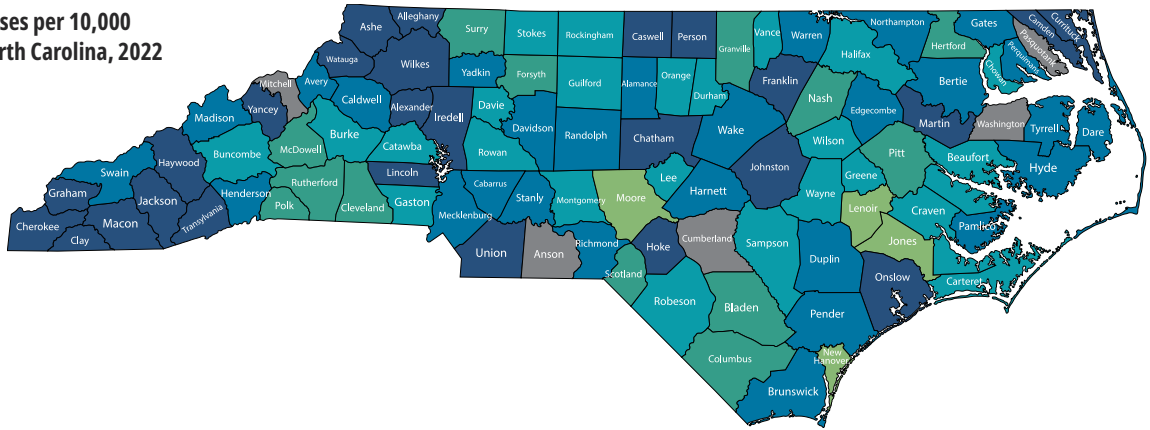 ses per 10,000
rth Carolina, 2022
Ashe
Alleghany
Surry
Stokes
Rockingham
Caswell
Person
Granville
Vance
Warren
Northampton
Gates
Camden
Currituck
Pasquotank
Perquimans
Chowan
Hertford
Halifax
Watauga
Wilkes
Yadkin
Forsyth
Guilford
Alamance
Orange
Durham
Franklin
Nash
Bertie
Mitchell
Avery
Caldwell
Alexander
Iredell
Davie
Davidson
Randolph
Chatham
Wake
Edgecombe
Martin
Washington
Tyrrell
Dare
Madison
Yancey
McDowell
Burke
Catawba
Rowan
Johnston
Wilson
Pitt
Beaufort
Hyde
Haywood
Buncombe
Swain
Lincoln
Graham
Jackson
Henderson
Rutherford
Cleveland
Gaston
Polk
Transylvania
Cherokee
Macon
Clay
Mecklenburg
Cabarrus
Stanly
Montgomery
Moore
Lee
Harnett
Wayne
Greene
Lenoir
Craven
Pamlico
Jones
Union
Anson
Richmond
Scotland
Hoke
Cumberland
Sampson
Duplin
Onslow
Carteret
Robeson
Bladen
Pender
Columbus
New
Hanover
Brunswick